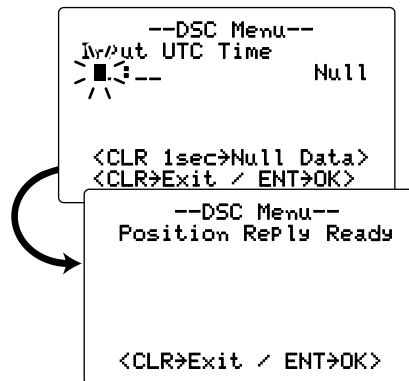 --DSC Menu--
Input UTC Time
█_:__ Null
<CLR 1sec→Null Data>
<CLR→Exit / ENT→OK>
--DSC Menu--
Position Reply Ready
<CLR→Exit / ENT→OK>